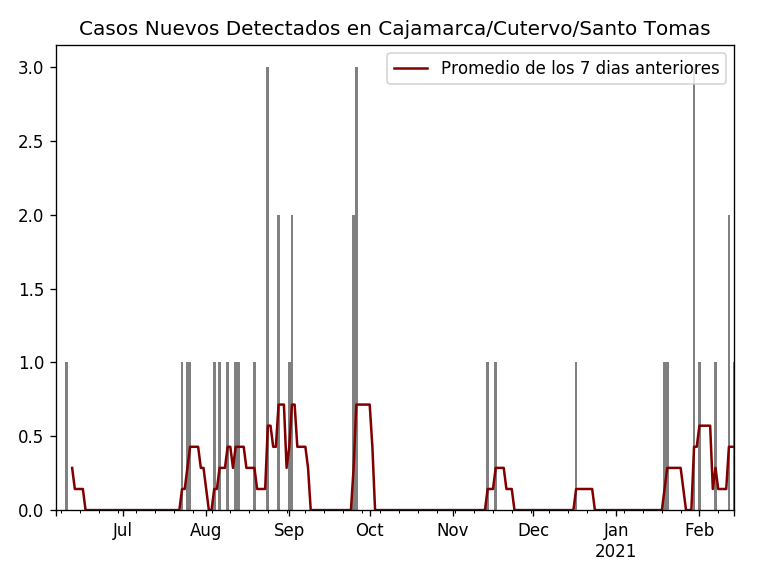 Casos Nuevos Detectados en Cajamarca/Cutervo/Santo Tomas
Promedio de los 7 dias anteriores
3.0
2.5
2.0
1.5
1.0
0.5
0.0
Jul Aug Sep Oct Nov Dec Jan Feb
2021